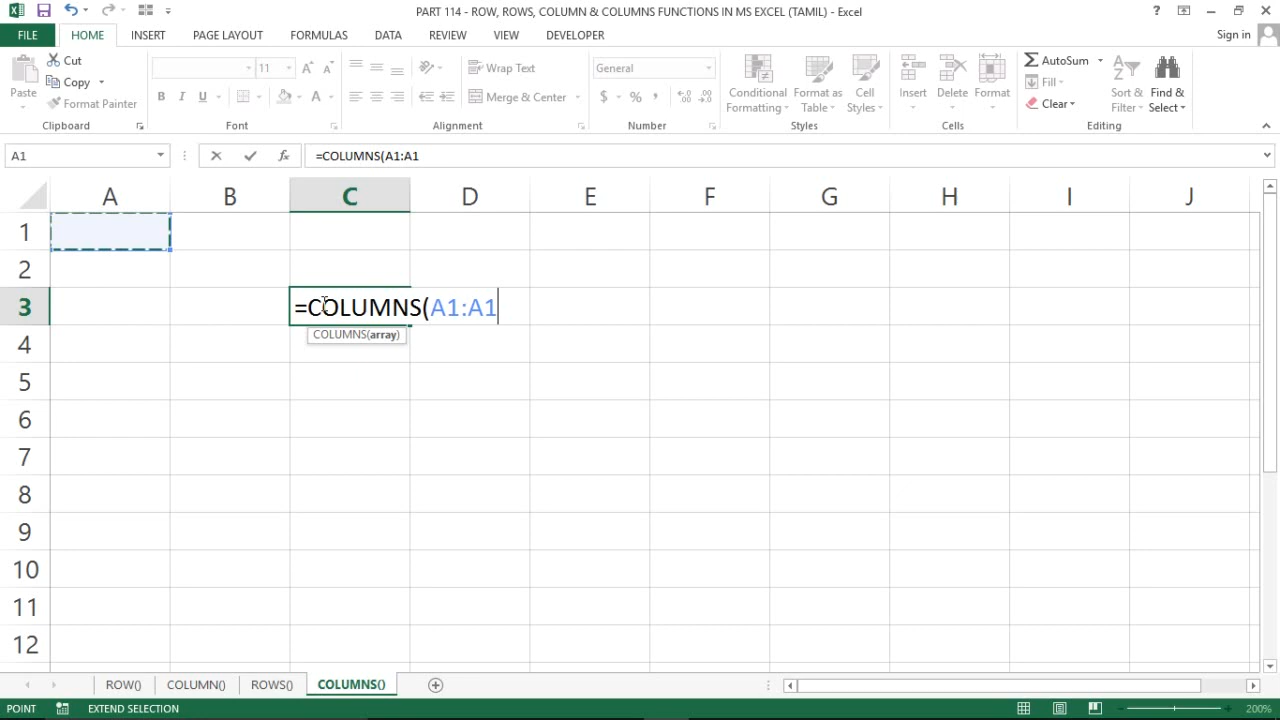 PART 114 - ROW, ROWS, COLUMN & COLUMNS FUNCTIONS IN MS EXCEL (TAMIL) - Excel
FILE HOME INSERT PAGE LAYOUT FORMULAS DATA REVIEW VIEW DEVELOPER Sign in
Paste
Cut
Copy
Format Painter
Clipboard
11
B I U
Font
Wrap Text
Merge & Center
Alignment
General
$ % ,
Number
Conditional Formatting
Format as Table
Cell Styles
Styles
Insert Delete Format
Cells
AutoSum
Fill
Clear
Sort & Filter
Find & Select
Editing
A1 fx =COLUMNS(A1:A1
A B C D E F G H I J
1
2
3 =COLUMNS(A1:A1
COLUMNS(array)
4
5
6
7
8
9
10
11
12
ROW() COLUMN() ROWS() COLUMNS()
POINT EXTEND SELECTION 200%